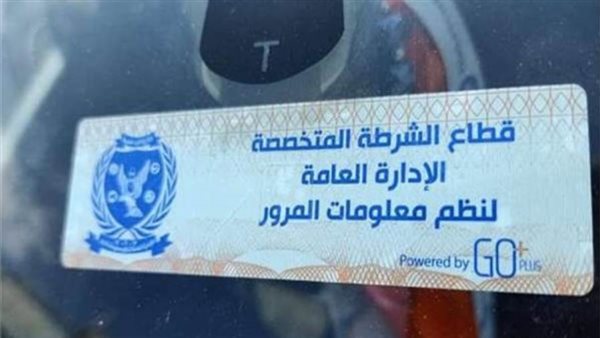 T
قطاع الشرطة المتخصصة
الإدارة العامة
لنظم معلومات المرور
Powered by GO+ PLUS